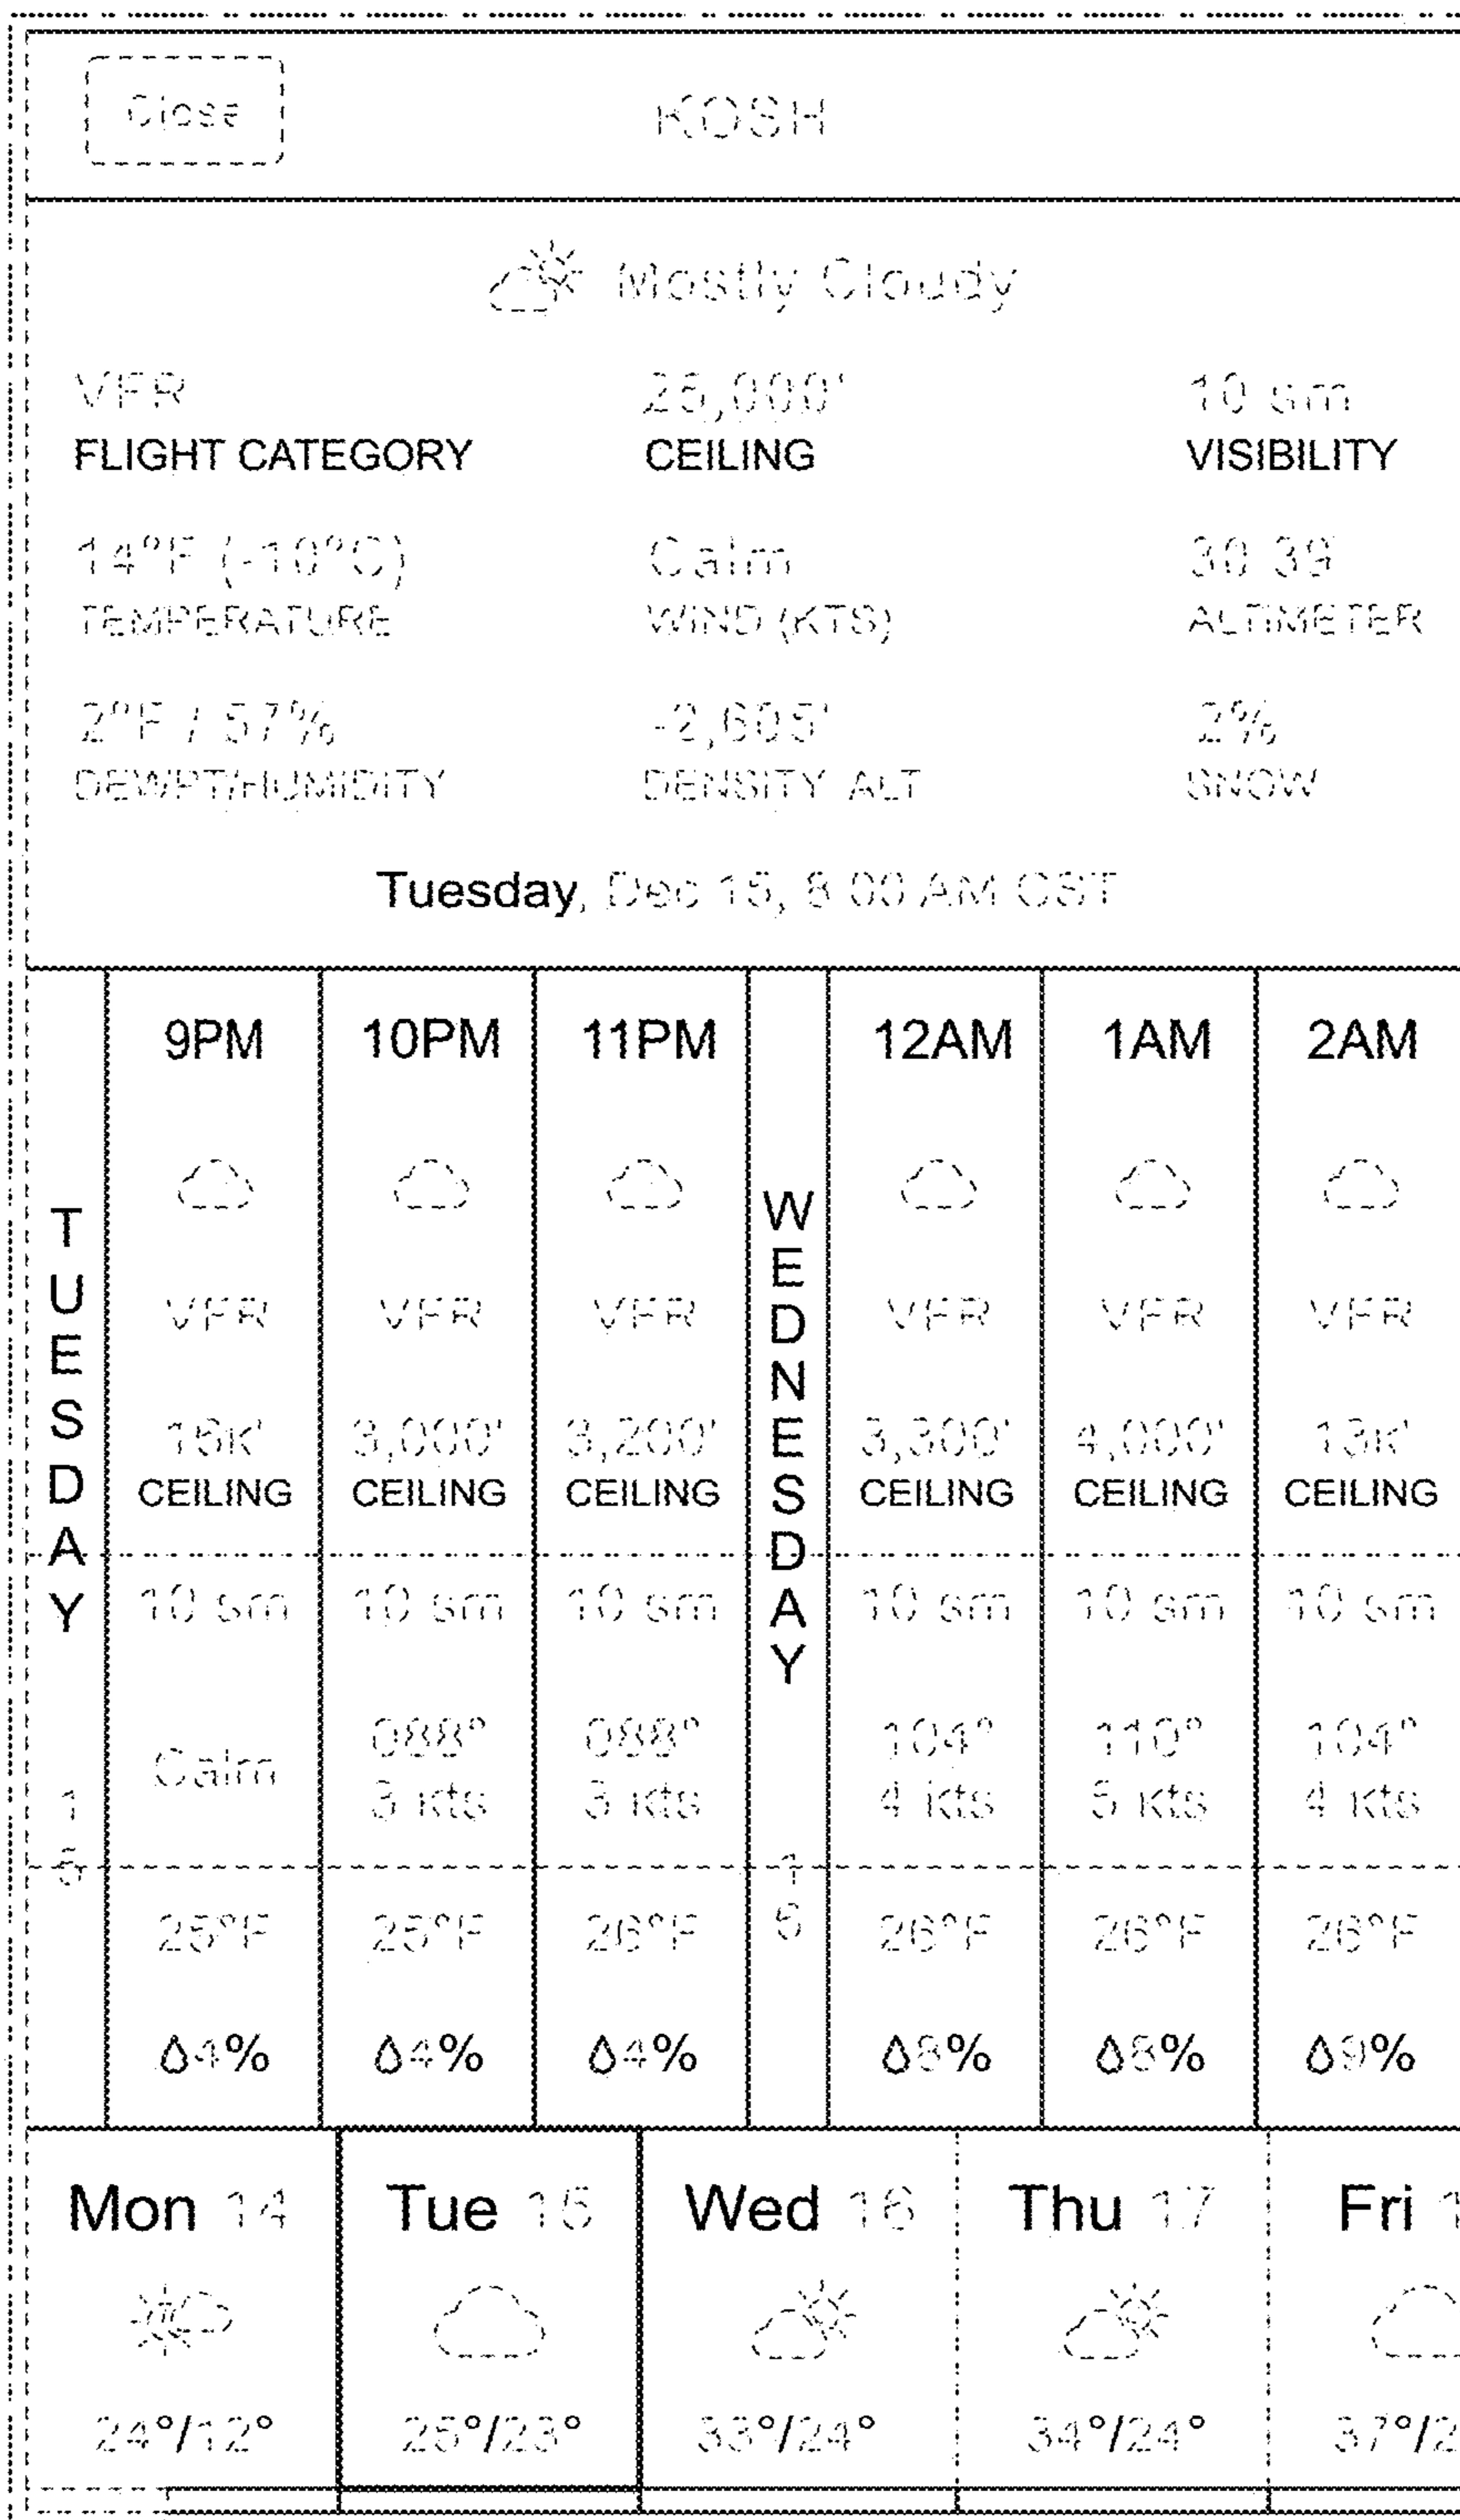 Close
KOSH
Mostly Cloudy
VFR 25,000' 10 sm
FLIGHT CATEGORY CEILING VISIBILITY
14°F (-10°C) Calm 30.39
TEMPERATURE WIND (KTS) ALTIMETER
2°F / 57% -2,605' 2%
DEWPT/HUMIDITY DENSITY ALT SNOW
Tuesday, Dec 15, 8:00 AM CST
TUESDAY 15
9PM 10PM 11PM
VFR VFR VFR
3,000' 3,200'
CEILING CEILING CEILING
10 sm 10 sm 10 sm
Calm 088° 088°
3 kts 3 kts
25°F 25°F 26°F
4% 4% 4%
WEDNESDAY 16
12AM 1AM 2AM
VFR VFR VFR
3,300' 4,000' 13k'
CEILING CEILING CEILING
10 sm 10 sm 10 sm
104° 110° 104°
4 kts 5 kts 4 kts
26°F 26°F 26°F
8% 8% 9%
Mon 14 Tue 15 Wed 16 Thu 17 Fri
24°/12° 25°/23° 33°/24° 34°/24° 37°/2